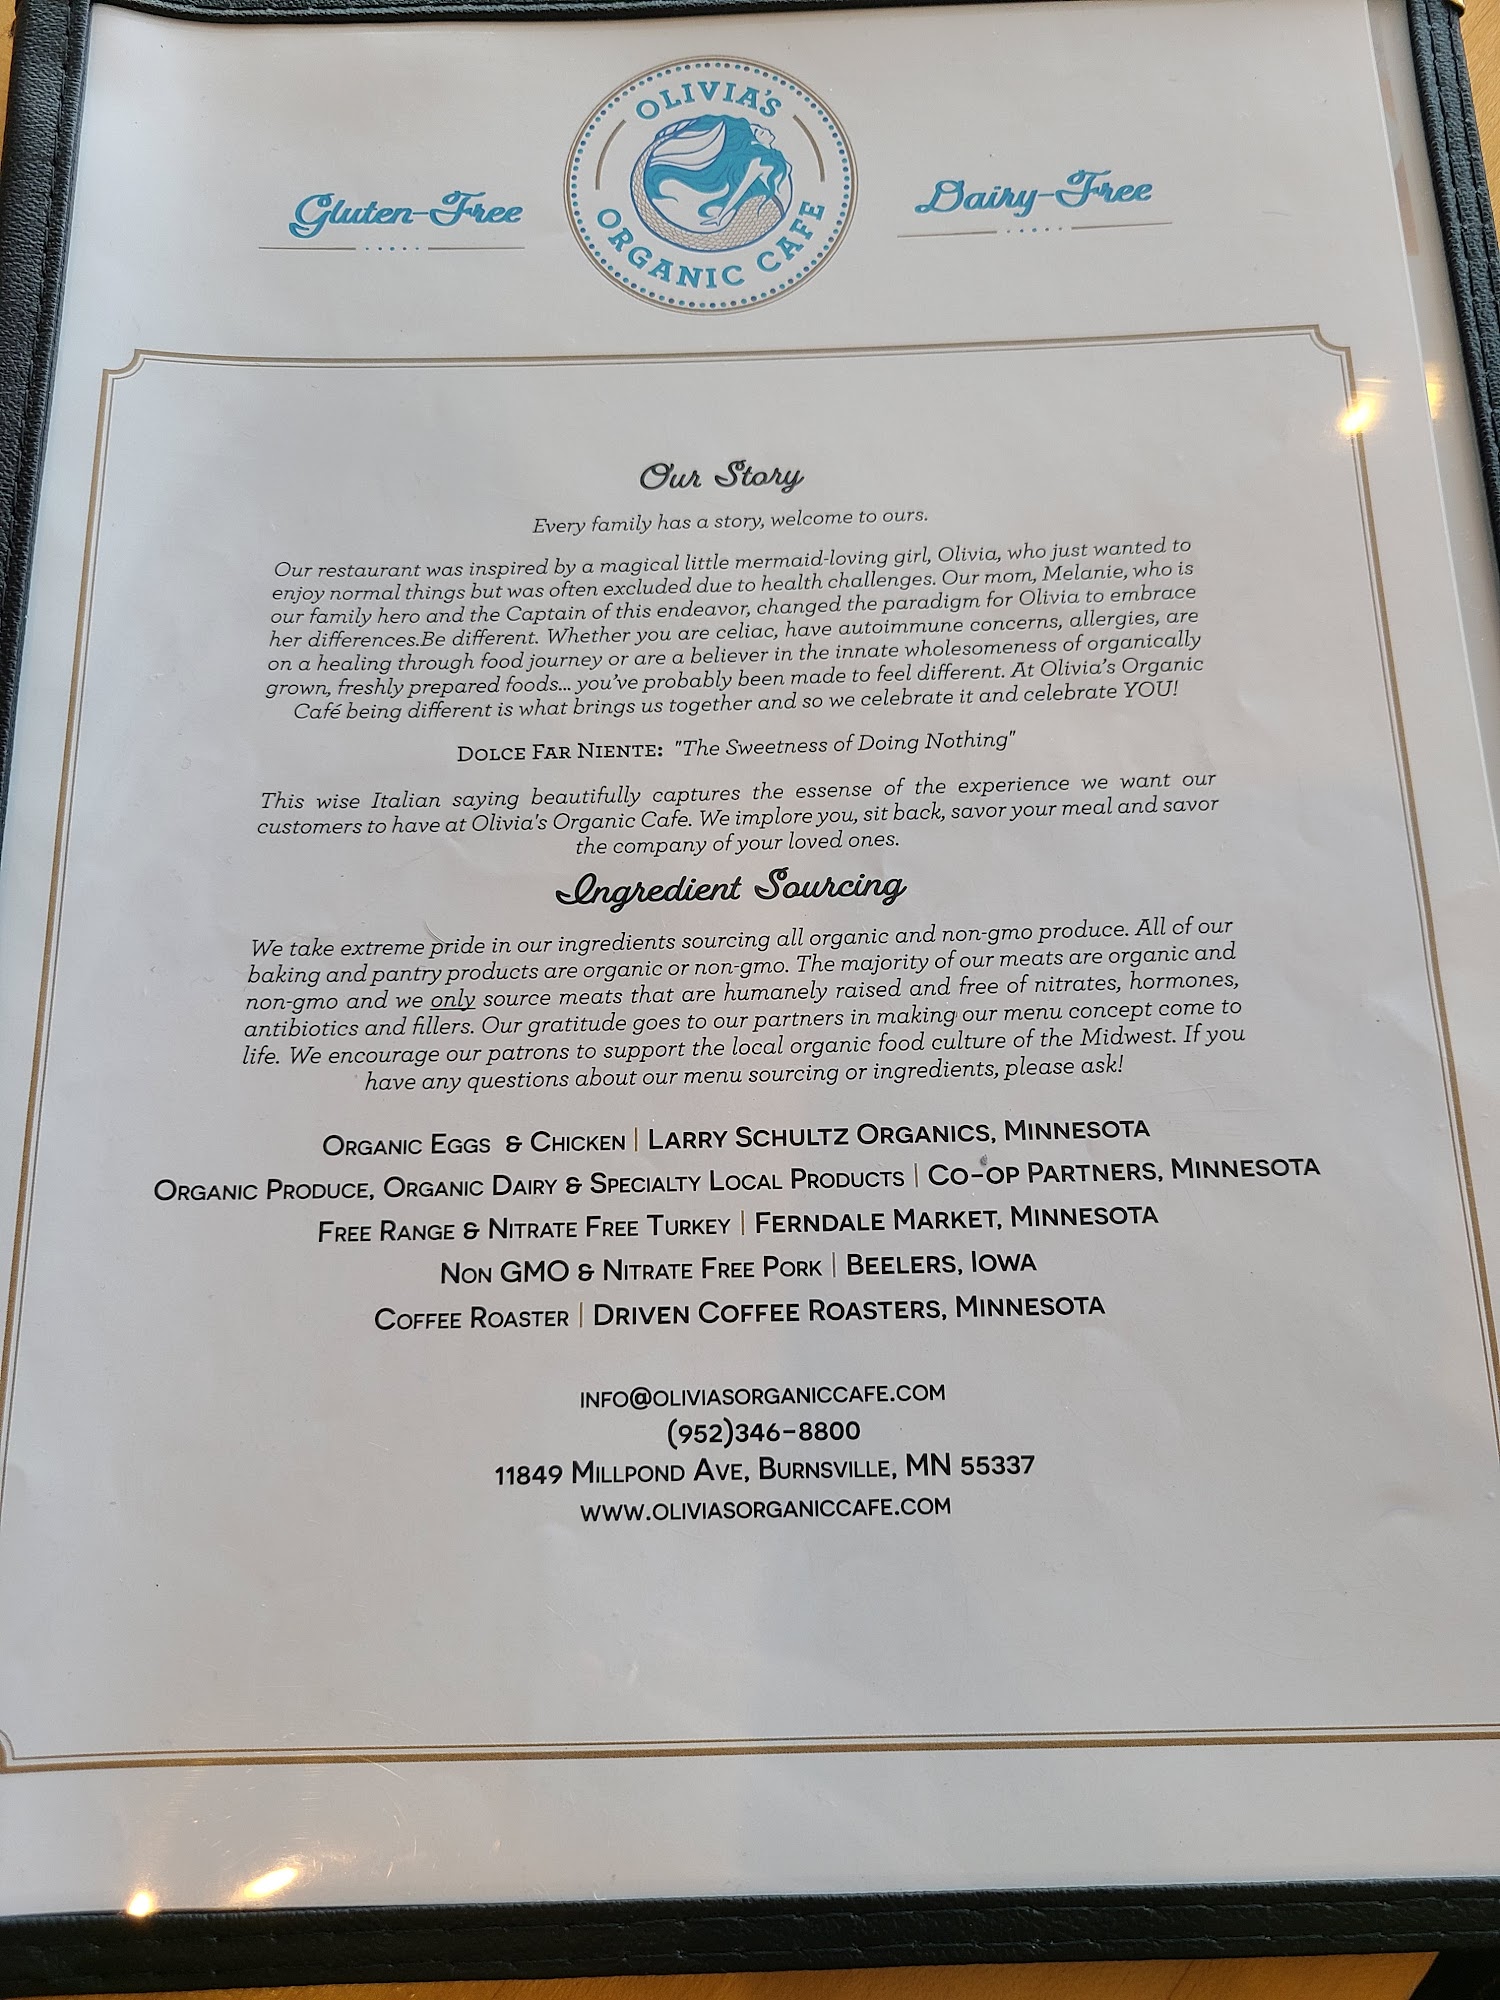 OLIVIA'S
ORGANIC CAFE
Gluten-Free
Dairy-Free
Our Story
Every family has a story, welcome to ours.
Our restaurant was inspired by a magical little mermaid-loving girl, Olivia, who just wanted to
enjoy normal things but was often excluded due to health challenges. Our mom, Melanie, who is
our family hero and the Captain of this endeavor, changed the paradigm for Olivia to embrace
her differences.Be different. Whether you are celiac, have autoimmune concerns, allergies, are
on a healing through food journey or are a believer in the innate wholesomeness of organically
grown, freshly prepared foods... you've probably been made to feel different. At Olivia's Organic
Café being different is what brings us together and so we celebrate it and celebrate YOU!
DOLCE FAR NIENTE: "The Sweetness of Doing Nothing"
This wise Italian saying beautifully captures the essense of the experience we want our
customers to have at Olivia's Organic Cafe. We implore you, sit back, savor your meal and savor
the company of your loved ones.
Ingredient Sourcing
We take extreme pride in our ingredients sourcing all organic and non-gmo produce. All of our
baking and pantry products are organic or non-gmo. The majority of our meats are organic and
non-gmo and we only source meats that are humanely raised and free of nitrates, hormones,
antibiotics and fillers. Our gratitude goes to our partners in making our menu concept come to
life. We encourage our patrons to support the local organic food culture of the Midwest. If you
have any questions about our menu sourcing or ingredients, please ask!
ORGANIC EGGS & CHICKEN | LARRY SCHULTZ ORGANICS, MINNESOTA
ORGANIC PRODUCE, ORGANIC DAIRY & SPECIALTY LOCAL PRODUCTS | CO-OP PARTNERS, MINNESOTA
FREE RANGE & NITRATE FREE TURKEY | FERNDALE MARKET, MINNESOTA
NON GMO & NITRATE FREE PORK | BEELERS, IOWA
COFFEE ROASTER | DRIVEN COFFEE ROASTERS, MINNESOTA
INFO@OLIVIASORGANICCAFE.COM
(952)346-8800
11849 MILLPOND AVE, BURNSVILLE, MN 55337
WWW.OLIVIASORGANICCAFE.COM